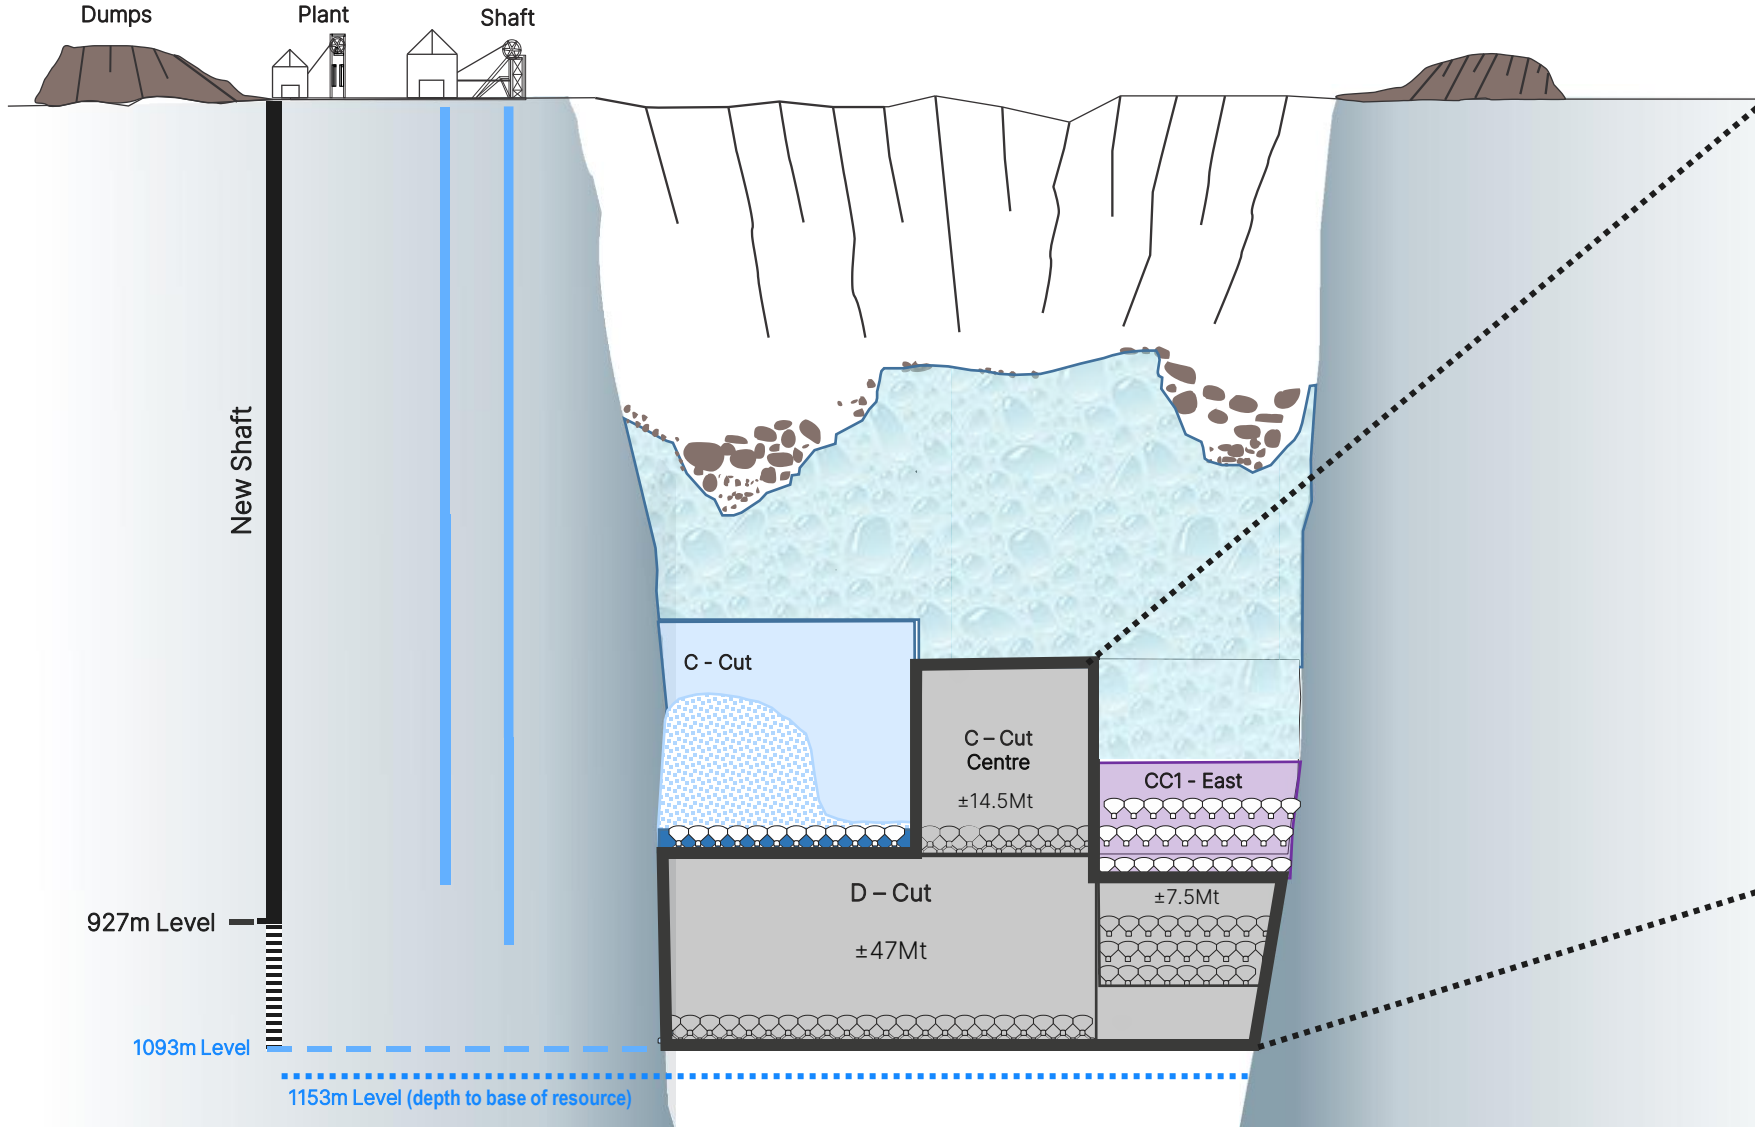 Dumps
Plant
Shaft
New Shaft
C - Cut
C – Cut
Centre
±14.5Mt
CC1 - East
D – Cut
±47Mt
±7.5Mt
927m Level
1093m Level
1153m Level (depth to base of resource)